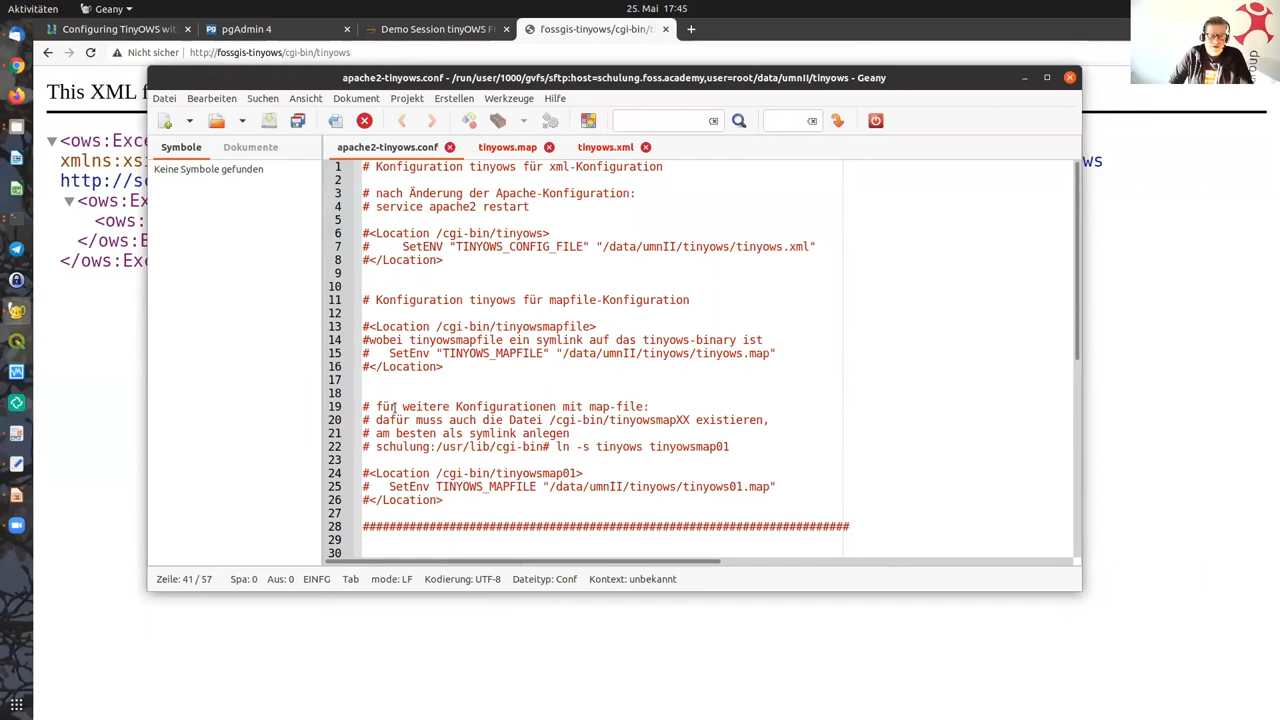 Aktivitäten
Geany
25. Mai 17:45
Configuring TinyOWS wit
pgAdmin 4
Demo Session tinyOWS F
fossgis-tinyows/cgi-bin/ti
Nicht sicher
http://fossgis-tinyows/cgi-bin/tinyows
This XML f
<ows:Exce
xmlns:xsi
http://sc
<ows:Exc
<ows:
</ows:E
</ows:Exc
ows
apache2-tinyows.conf - /run/user/1000/gvfs/sftp:host=schulung.foss.academy,user=root/data/umnII/tinyows - Geany
Datei Bearbeiten Suchen Ansicht Dokument Projekt Erstellen Werkzeuge Hilfe
Symbole Dokumente
apache2-tinyows.conf tinyows.map tinyows.xml
Keine Symbole gefunden
1 # Konfiguration tinyows für xml-Konfiguration
2
3 # nach Änderung der Apache-Konfiguration:
4 # service apache2 restart
5
6 #<Location /cgi-bin/tinyows>
7 #     SetENV "TINYOWS_CONFIG_FILE" "/data/umnII/tinyows/tinyows.xml"
8 #</Location>
9
10
11 # Konfiguration tinyows für mapfile-Konfiguration
12
13 #<Location /cgi-bin/tinyowsmapfile>
14 #wobei tinyowsmapfile ein symlink auf das tinyows-binary ist
15 #   SetEnv "TINYOWS_MAPFILE" "/data/umnII/tinyows/tinyows.map"
16 #</Location>
17
18
19 # für weitere Konfigurationen mit map-file:
20 # dafür muss auch die Datei /cgi-bin/tinyowsmapXX existieren,
21 # am besten als symlink anlegen
22 # schulung:/usr/lib/cgi-bin# ln -s tinyows tinyowsmap01
23
24 #<Location /cgi-bin/tinyowsmap01>
25 #   SetEnv TINYOWS_MAPFILE "/data/umnII/tinyows/tinyows01.map"
26 #</Location>
27
28 #########################################################################
29
30
Zeile: 41 / 57 Spa: 0 Aus: 0 EINFG Tab mode: LF Kodierung: UTF-8 Dateityp: Conf Kontext: unbekannt